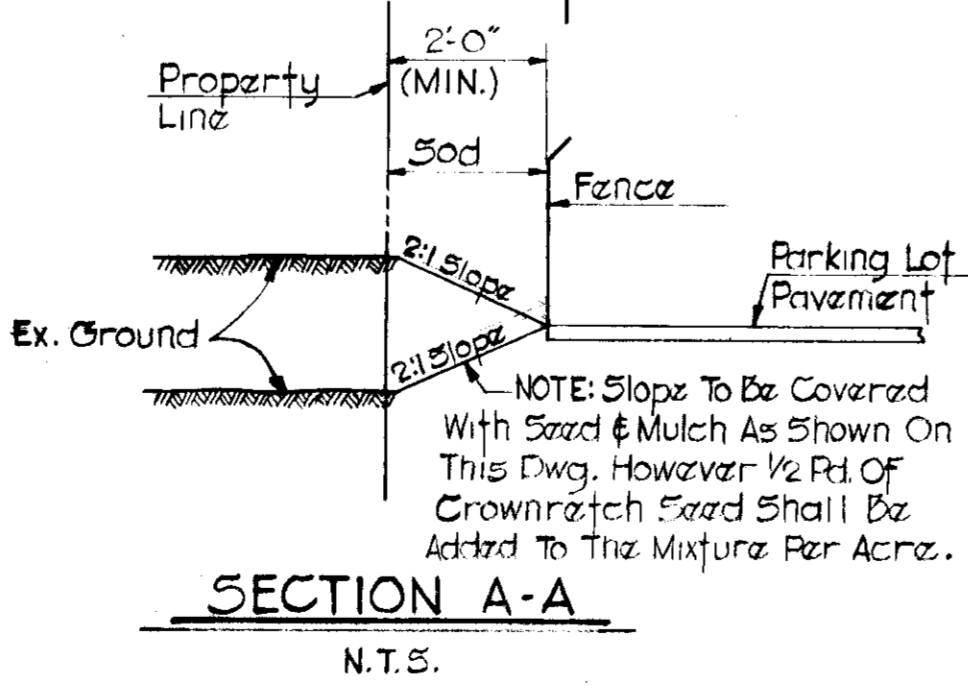 2'-0"
(MIN.)
Property
Line
Sod
Fence
2:1 Slope
Parking Lot
Pavement
Ex. Ground
2:1 Slope
NOTE: Slope To Be Covered
With Seed & Mulch As Shown On
This Dwg. However 1/2 Pd. Of
Crownretch Seed Shall Be
Added To The Mixture Per Acre.
SECTION A-A
N.T.S.